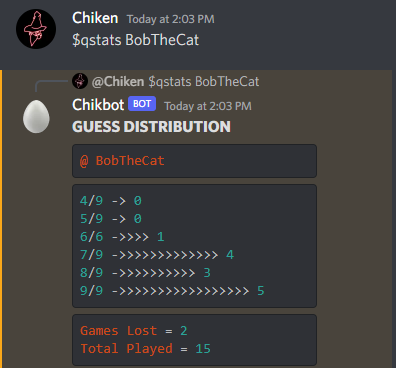 Chiken Today at 2:03 PM
$qstats BobTheCat
@Chiken $qstats BobTheCat
Chikbot BOT Today at 2:03 PM
GUESS DISTRIBUTION
@ BobTheCat
4/9 -> 0
5/9 -> 0
6/6 ->>>> 1
7/9 ->>>>>>>>>>>>> 4
8/9 ->>>>>>>>>> 3
9/9 ->>>>>>>>>>>>>>>>> 5
Games Lost = 2
Total Played = 15